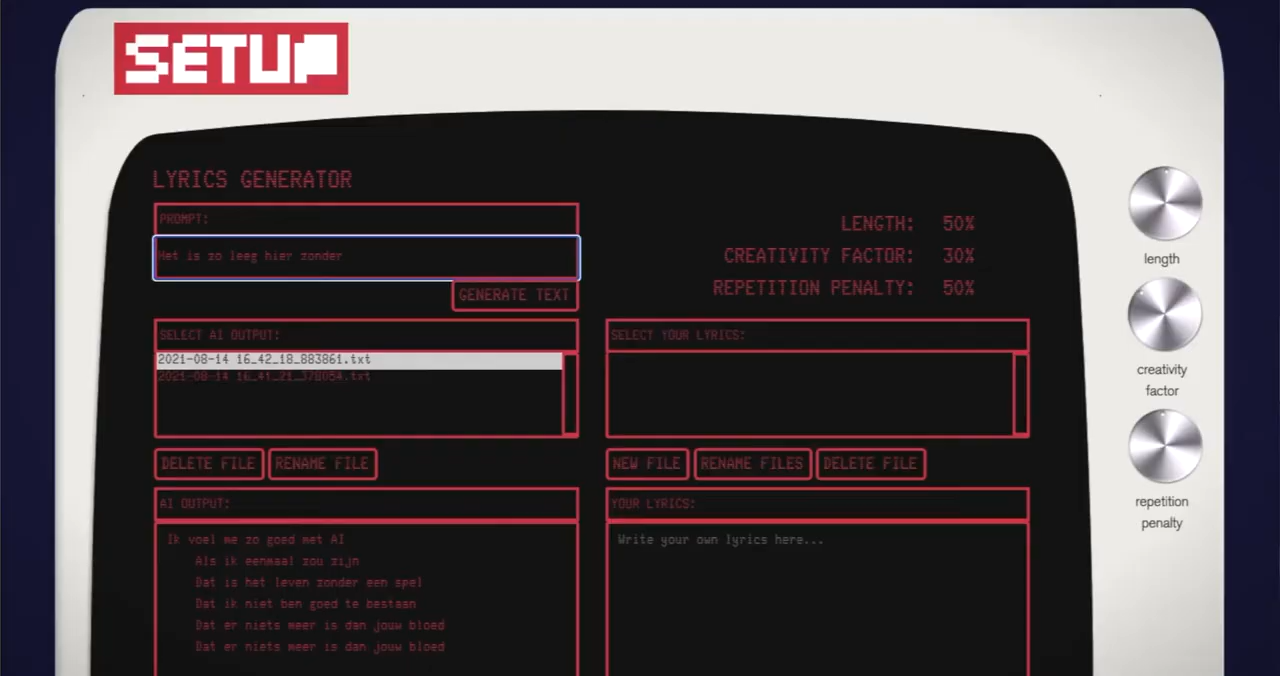 SETUP
LYRICS GENERATOR
PROMPT:
Het is zo leeg hier zonder
GENERATE TEXT
LENGTH: 50%
CREATIVITY FACTOR: 30%
REPETITION PENALTY: 50%
SELECT AI OUTPUT:
2021-08-14 16_42_18_883861.txt
2021-08-14 16_41_21_378054.txt
DELETE FILE
RENAME FILE
AI OUTPUT:
Ik voel me zo goed met AI
Als ik eenmaal zou zijn
Dat is het leven zonder een spel
Dat ik niet ben goed te bestaan
Dat er niets meer is dan jouw bloed
Dat er niets meer is dan jouw bloed
SELECT YOUR LYRICS:
NEW FILE
RENAME FILES
DELETE FILE
YOUR LYRICS:
Write your own lyrics here...
length
creativity
factor
repetition
penalty